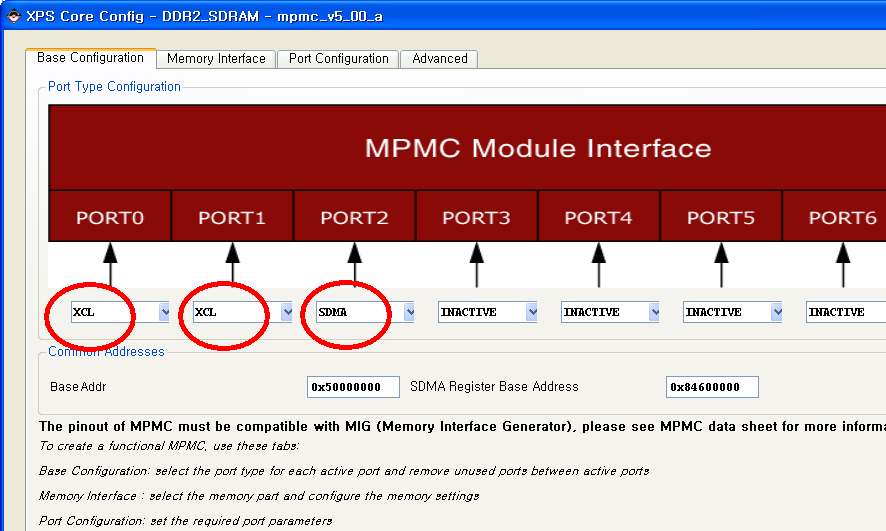 XPS Core Config - DDR2_SDRAM - mpmc_v5_00_a
Base Configuration Memory Interface Port Configuration Advanced
Port Type Configuration
MPMC Module Interface
PORT0 PORT1 PORT2 PORT3 PORT4 PORT5 PORT6
XCL XCL SDMA INACTIVE INACTIVE INACTIVE INACTIVE
Common Addresses
Base Addr 0x50000000 SDMA Register Base Address 0x84600000
The pinout of MPMC must be compatible with MIG (Memory Interface Generator), please see MPMC data sheet for more informa
To create a functional MPMC, use these tabs:
Base Configuration: select the port type for each active port and remove unused ports between active ports
Memory Interface : select the memory part and configure the memory settings
Port Configuration: set the required port parameters